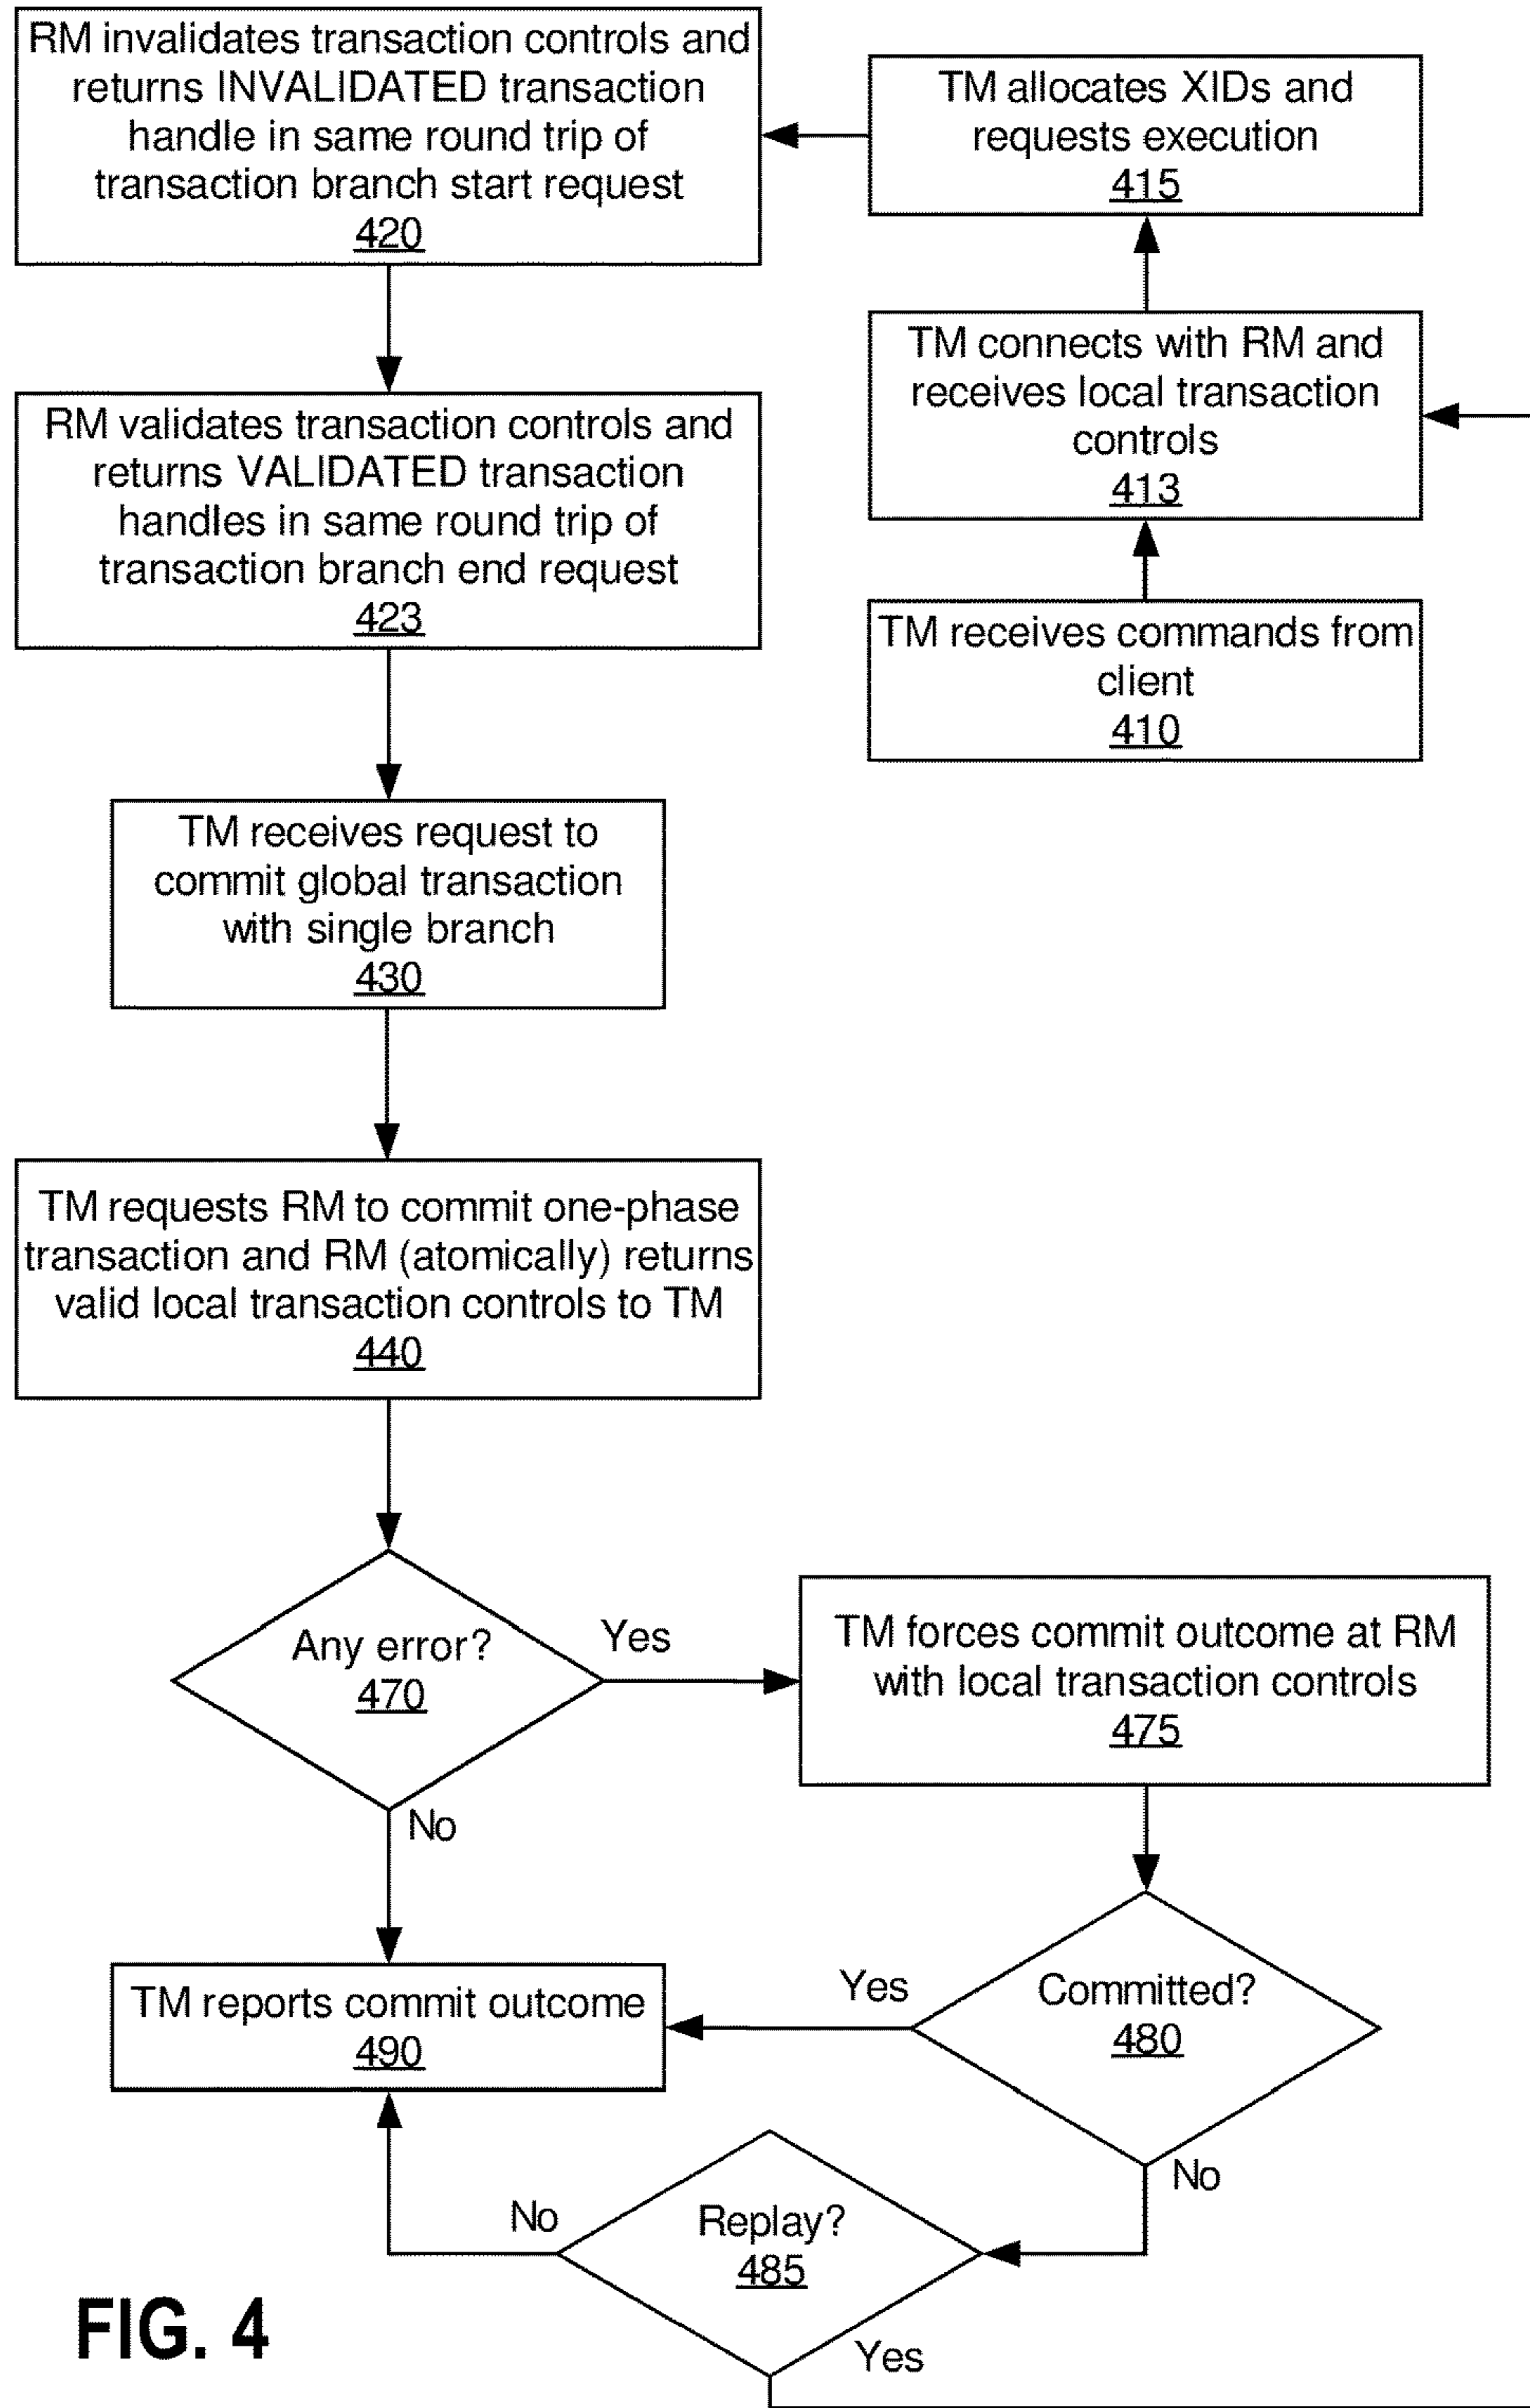 RM invalidates transaction controls and
returns INVALIDATED transaction
handle in same round trip of
transaction branch start request
420
TM allocates XIDs and
requests execution
415
TM connects with RM and
receives local transaction
controls
413
RM validates transaction controls and
returns VALIDATED transaction
handles in same round trip of
transaction branch end request
423
TM receives commands from
client
410
TM receives request to
commit global transaction
with single branch
430
TM requests RM to commit one-phase
transaction and RM (atomically) returns
valid local transaction controls to TM
440
Any error?
470
Yes
No
TM forces commit outcome at RM
with local transaction controls
475
Committed?
480
Yes
No
TM reports commit outcome
490
Replay?
485
No
Yes
FIG. 4